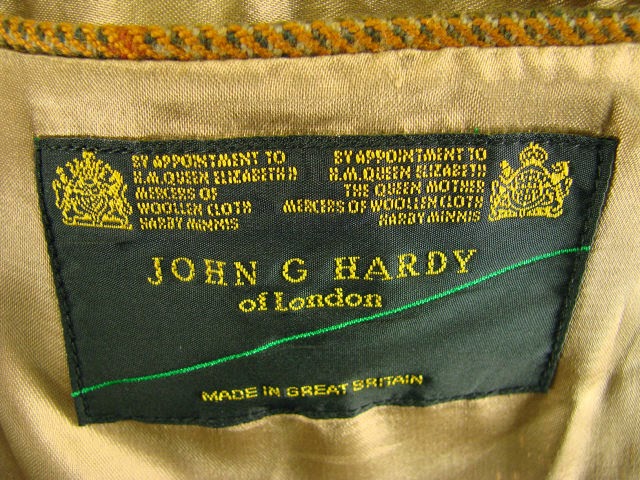 BY APPOINTMENT TO
H.M. QUEEN ELIZABETH II
MERCERS OF
WOOLLEN CLOTH
HARDY MINNIS
BY APPOINTMENT TO
H.M. QUEEN ELIZABETH
THE QUEEN MOTHER
MERCERS OF WOOLLEN CLOTH
HARDY MINNIS
JOHN G HARDY
of London
MADE IN GREAT BRITAIN